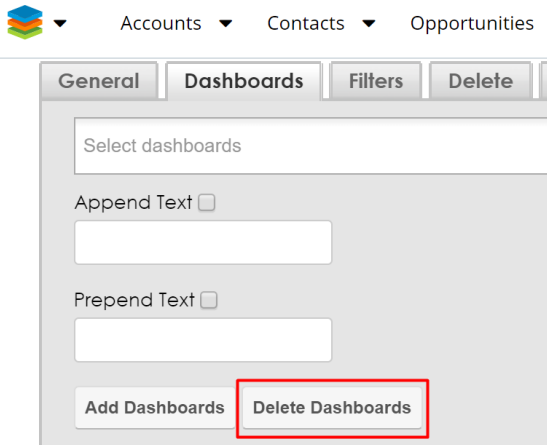 Accounts Contacts Opportunities
General Dashboards Filters Delete
Select dashboards
Append Text
Prepend Text
Add Dashboards Delete Dashboards